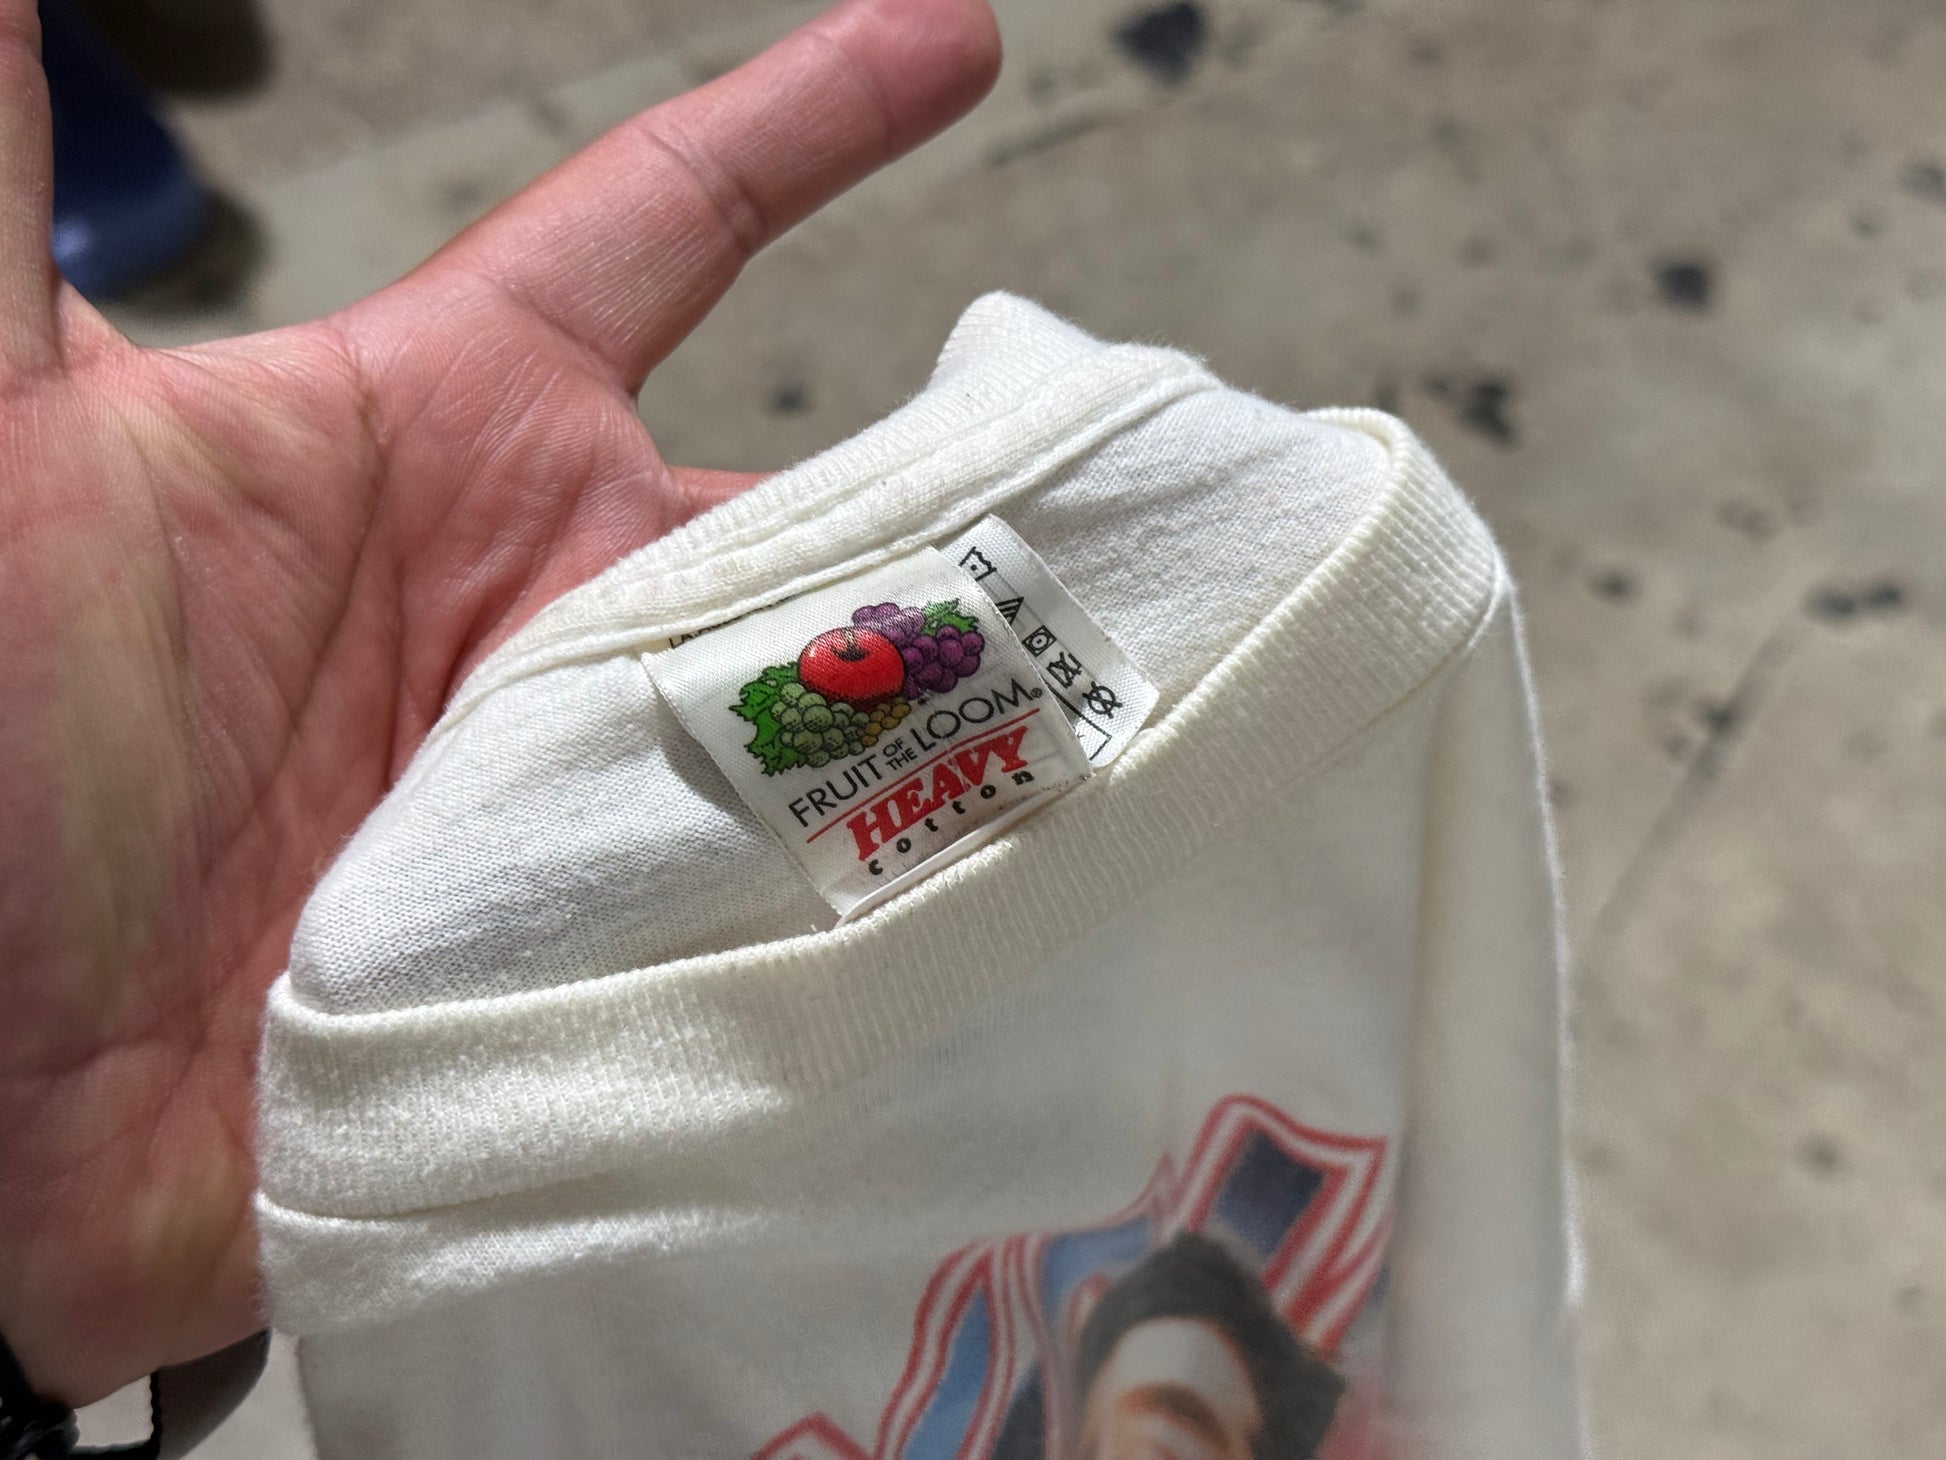 FRUIT OF THE LOOM®
HEAVY
cotton